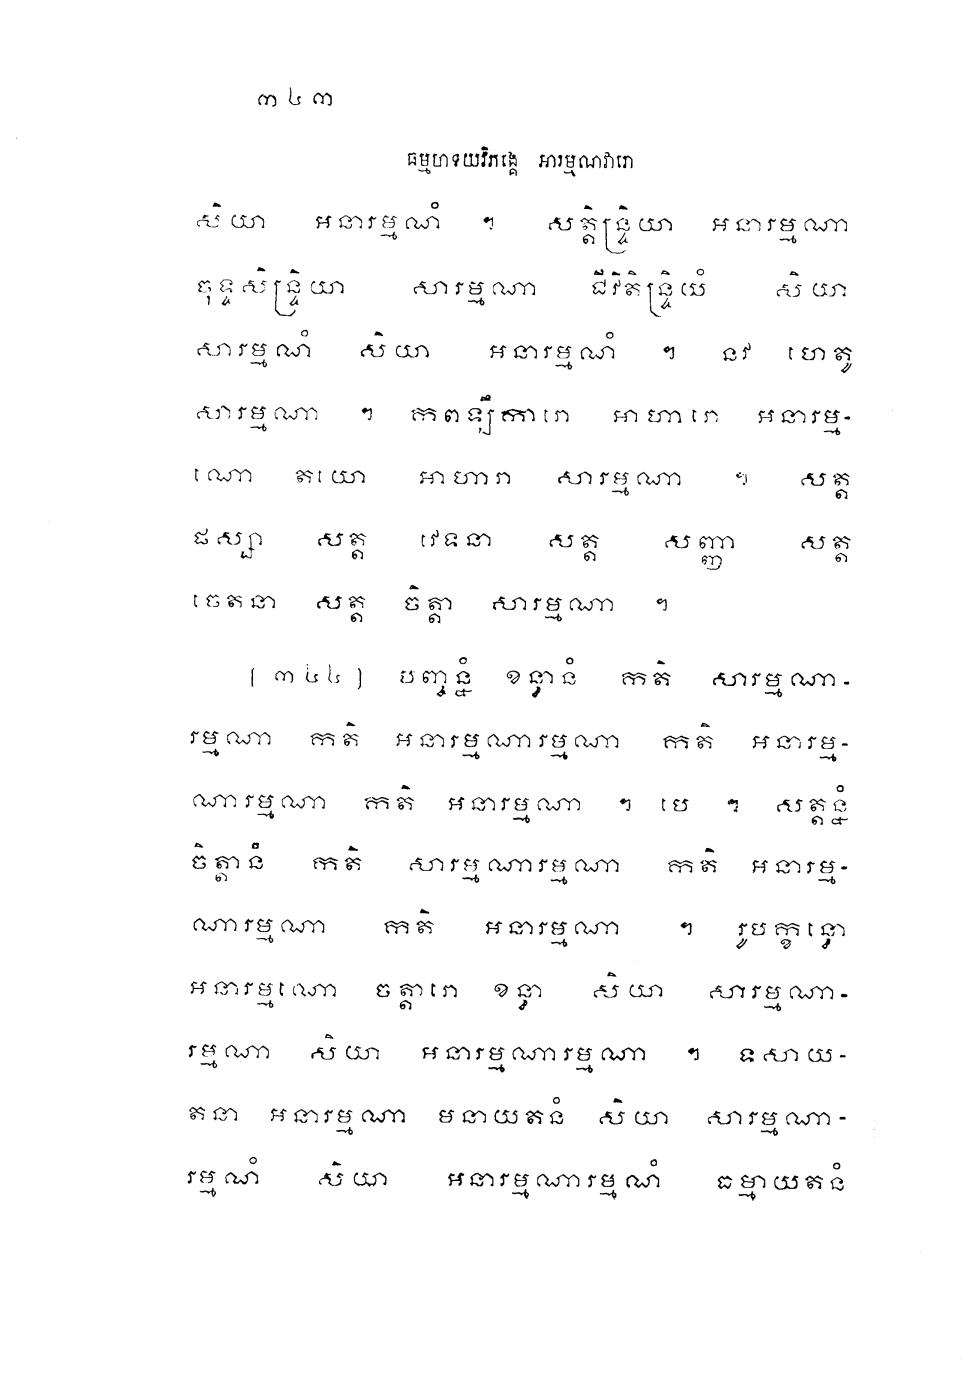 ៣៤៣
ធម្មហទយវិភង្គេ អារម្មណវារោ
សិយា អនារម្មណំ ។ សត្តិន្ទ្រិយា អនារម្មណា
ចុទ្ទសិន្ទ្រិយា សារម្មណា ជីវិតិន្ទ្រិយំ សិយា
សារម្មណំ សិយា អនារម្មណំ ។ នវ ហេតូ
សារម្មណា ។ កពឡីការោ អាហារោ អនារម្ម-
ណោ តយោ អាហារា សារម្មណា ។ សត្ត
ផស្សា សត្ត វេទនា សត្ត សញ្ញា សត្ត
ចេតនា សត្ត ចិត្តា សារម្មណា ។
(៣៤៤) បញ្ចន្នំ ខន្ធានំ កតិ សារម្មណា-
រម្មណា កតិ អនារម្មណារម្មណា កតិ អនារម្ម-
ណារម្មណា កតិ អនារម្មណា ។ បេ ។ សត្តន្នំ
ចិត្តានំ កតិ សារម្មណារម្មណា កតិ អនារម្ម-
ណារម្មណា កតិ អនារម្មណា ។ រូបក្ខន្ធោ
អនារម្មណោ ចត្តារោ ខន្ធា សិយា សារម្មណា-
រម្មណា សិយា អនារម្មណារម្មណា ។ ទសាយ-
តនា អនារម្មណា មនាយតនំ សិយា សារម្មណា-
រម្មណំ សិយា អនារម្មណារម្មណំ ធម្មាយតនំ